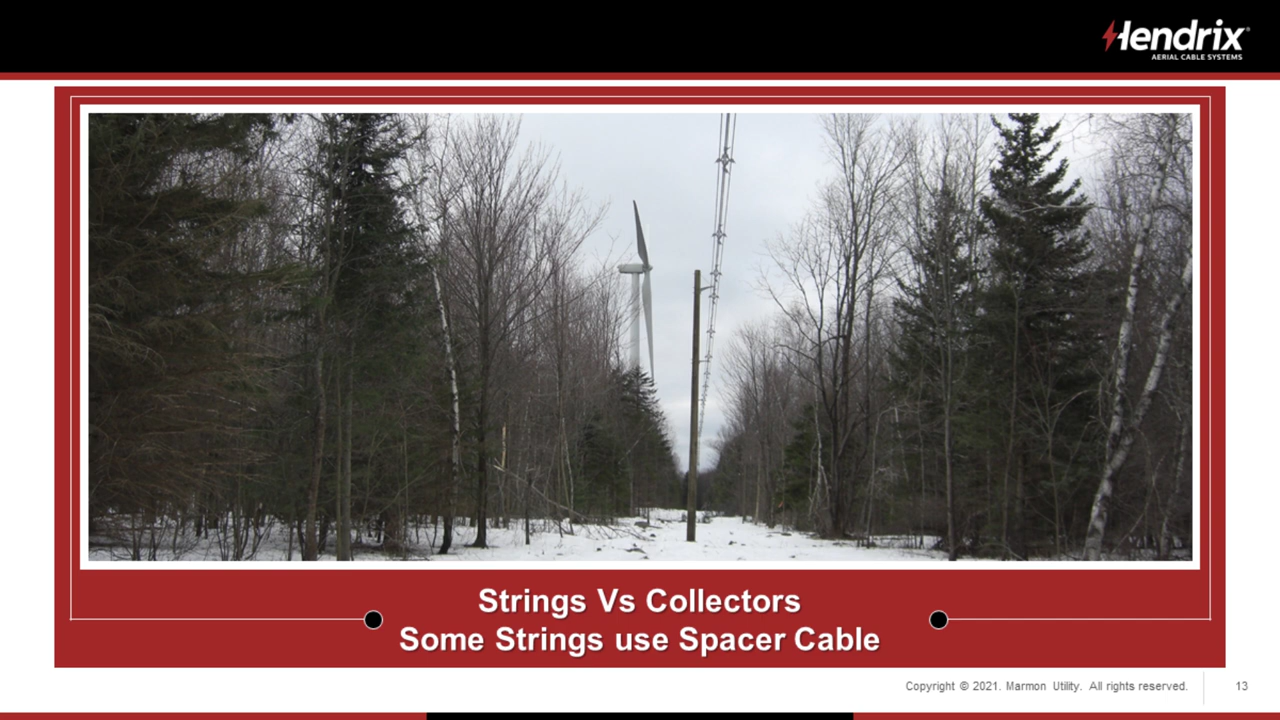 Hendrix®
AERIAL CABLE SYSTEMS
Strings Vs Collectors
Some Strings use Spacer Cable
Copyright © 2021. Marmon Utility. All rights reserved.
13